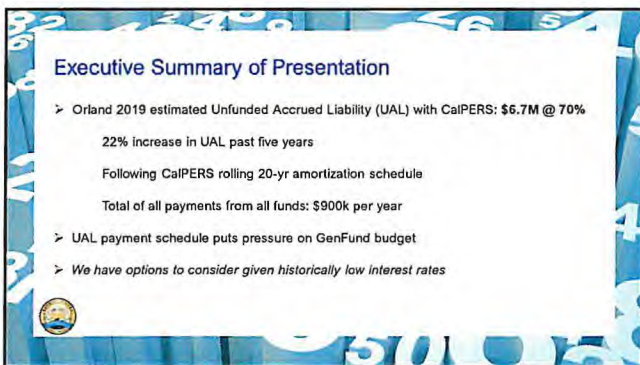 Executive Summary of Presentation
➢ Orland 2019 estimated Unfunded Accrued Liability (UAL) with CalPERS: $6.7M @ 70%
22% increase in UAL past five years
Following CalPERS rolling 20-yr amortization schedule
Total of all payments from all funds: $900k per year
➢ UAL payment schedule puts pressure on GenFund budget
➢ We have options to consider given historically low interest rates